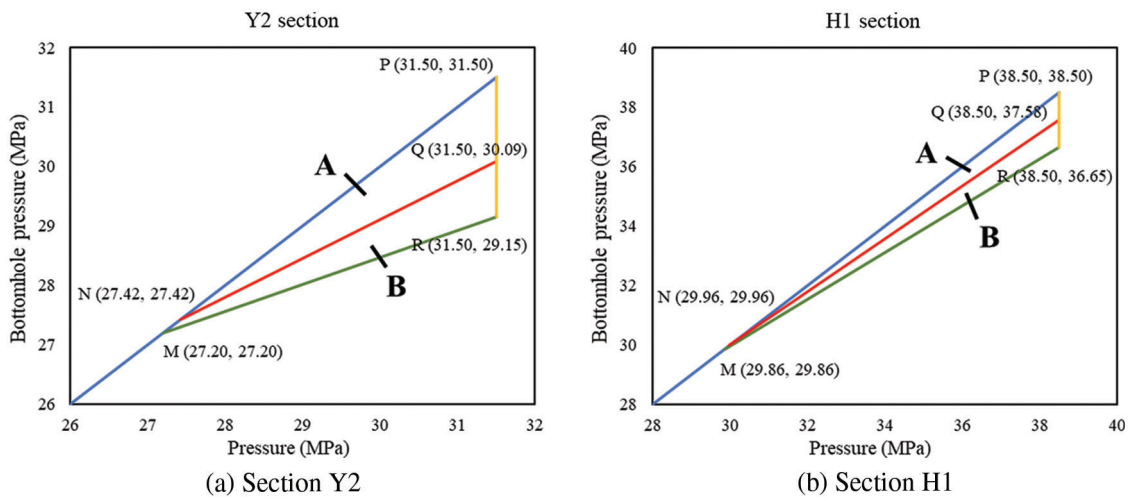 Y2 section
32
31
30
29
28
27
26
Bottomhole pressure (MPa)
P (31.50, 31.50)
A
Q (31.50, 30.09)
R (31.50, 29.15)
B
N (27.42, 27.42)
M (27.20, 27.20)
26 27 28 29 30 31 32
Pressure (MPa)
(a) Section Y2
H1 section
40
38
36
34
32
30
28
Bottomhole pressure (MPa)
P (38.50, 38.50)
Q (38.50, 37.58)
A
R (38.50, 36.65)
B
N (29.96, 29.96)
M (29.86, 29.86)
28 30 32 34 36 38 40
Pressure (MPa)
(b) Section H1